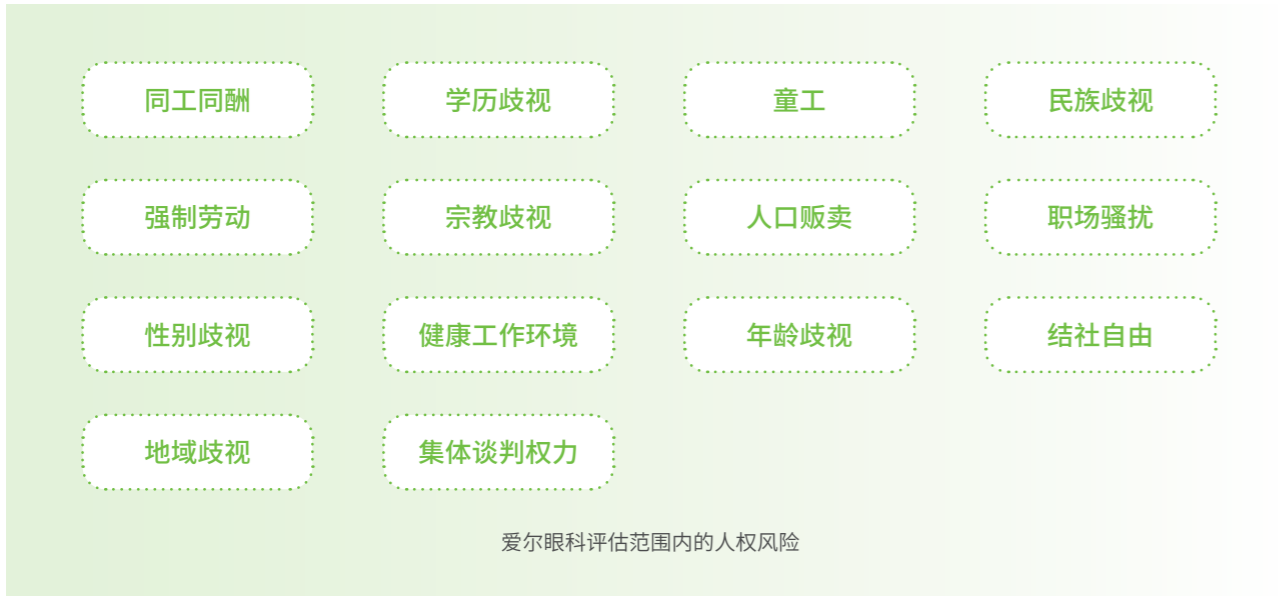 同工同酬
学历歧视
童工
民族歧视
强制劳动
宗教歧视
人口贩卖
职场骚扰
性别歧视
健康工作环境
年龄歧视
结社自由
地域歧视
集体谈判权力
爱尔眼科评估范围内的人权风险